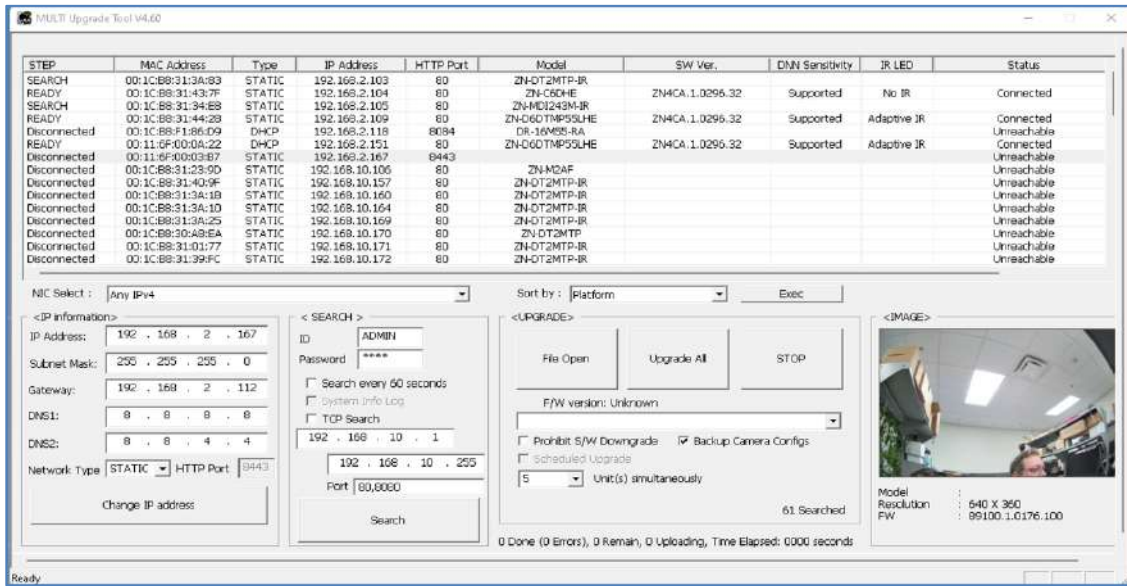 MULTI Upgrade Tool V4.60
STEP MAC Address Type IP Address HTTP Port Model SW Ver. DNN Sensitivity IR LED Status
SEARCH 00:1C:B8:31:3A:83 STATIC 192.168.2.103 80 ZN-DT2MTP-IR
READY 00:1C:B8:31:43:7F STATIC 192.168.2.104 80 ZN-C6DHE ZN4CA.1.0296.32 Supported No IR Connected
SEARCH 00:1C:B8:31:34:E8 STATIC 192.168.2.105 80 ZN-MDI243M-IR
READY 00:1C:B8:31:44:28 STATIC 192.168.2.109 80 ZN-D6DTMP55LHE ZN4CA.1.0296.32 Supported Adaptive IR Connected
Disconnected 00:1C:B8:F1:86:D9 DHCP 192.168.2.118 8084 DR-16M55-RA Unreachable
READY 00:11:6F:00:0A:22 DHCP 192.168.2.151 80 ZN-D6DTMP55LHE ZN4CA.1.0296.32 Supported Adaptive IR Connected
Disconnected 00:11:6F:00:03:B7 STATIC 192.168.2.167 8443 Unreachable
Disconnected 00:1C:B8:31:23:9D STATIC 192.168.10.106 80 ZN-M2AF Unreachable
Disconnected 00:1C:B8:31:40:9F STATIC 192.168.10.157 80 ZN-DT2MTP-IR Unreachable
Disconnected 00:1C:B8:31:3A:1B STATIC 192.168.10.160 80 ZN-DT2MTP-IR Unreachable
Disconnected 00:1C:B8:31:3A:1D STATIC 192.168.10.164 80 ZN-DT2MTP-IR Unreachable
Disconnected 00:1C:B8:31:3A:25 STATIC 192.168.10.169 80 ZN-DT2MTP-IR Unreachable
Disconnected 00:1C:B8:30:A8:EA STATIC 192.168.10.170 80 ZN-DT2MTP Unreachable
Disconnected 00:1C:B8:31:01:77 STATIC 192.168.10.171 80 ZN-DT2MTP-IR Unreachable
Disconnected 00:1C:B8:31:39:FC STATIC 192.168.10.172 80 ZN-DT2MTP-IR Unreachable
NIC Select : Any IPv4 Sort by : Platform Exec
<IP information>
IP Address: 192 . 168 . 2 . 167
Subnet Mask: 255 . 255 . 255 . 0
Gateway: 192 . 168 . 2 . 112
DNS1: 8 . 8 . 8 . 8
DNS2: 8 . 8 . 4 . 4
Network Type STATIC HTTP Port 8443
Change IP address
< SEARCH >
ID ADMIN
Password ****
Search every 60 seconds
System Info Log
TCP Search
192 . 168 . 10 . 1
192 . 168 . 10 . 255
Port 80,8080
Search
<UPGRADE>
File Open Upgrade All STOP
F/W version: Unknown
Prohibit S/W Downgrade Backup Camera Configs
Scheduled Upgrade
5 Unit(s) simultaneously
61 Searched
0 Done (0 Errors), 0 Remain, 0 Uploading, Time Elapsed: 0000 seconds
<IMAGE>
Model :
Resolution : 640 X 360
FW : 89100.1.0176.100
Ready